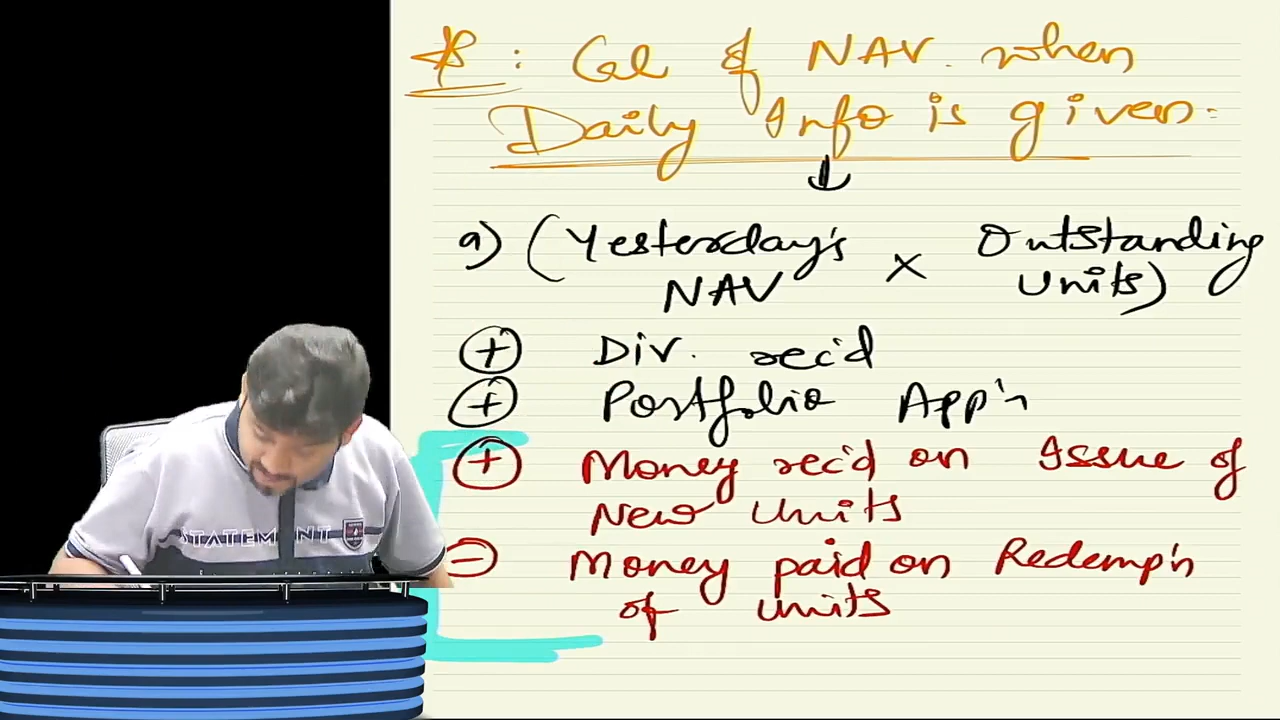 * : Cal of NAV. when
Daily Info is given :
↓
a) (Yesterday's × Outstanding
NAV Units)
⊕ Div. rec'd
⊕ Portfolio App'n
⊕ Money rec'd on Issue of
New Units
⊖ Money paid on Redemp'n
of units
STATEMENT